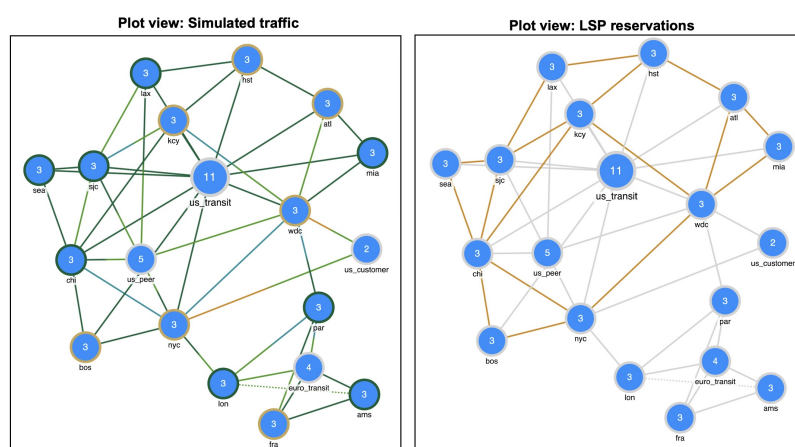 Plot view: Simulated traffic
3
hst
3
lax
3
atl
3
kcy
3
mia
3
sea
3
sjc
11
us_transit
3
wdc
2
us_customer
3
chi
5
us_peer
3
par
3
nyc
3
bos
4
euro_transit
3
lon
3
ams
3
fra
Plot view: LSP reservations
3
hst
3
lax
3
atl
3
kcy
3
mia
3
sea
3
sjc
11
us_transit
3
wdc
2
us_customer
3
chi
5
us_peer
3
par
3
nyc
3
bos
4
euro_transit
3
lon
3
ams
3
fra